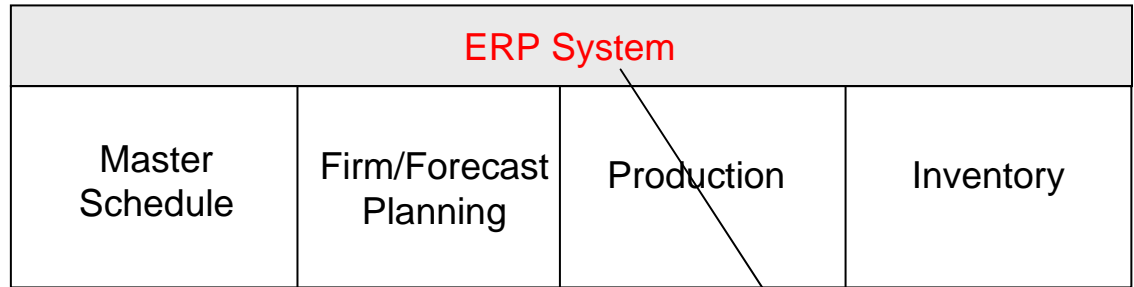 ERP System
Master
Schedule
Firm/Forecast
Planning
Production
Inventory